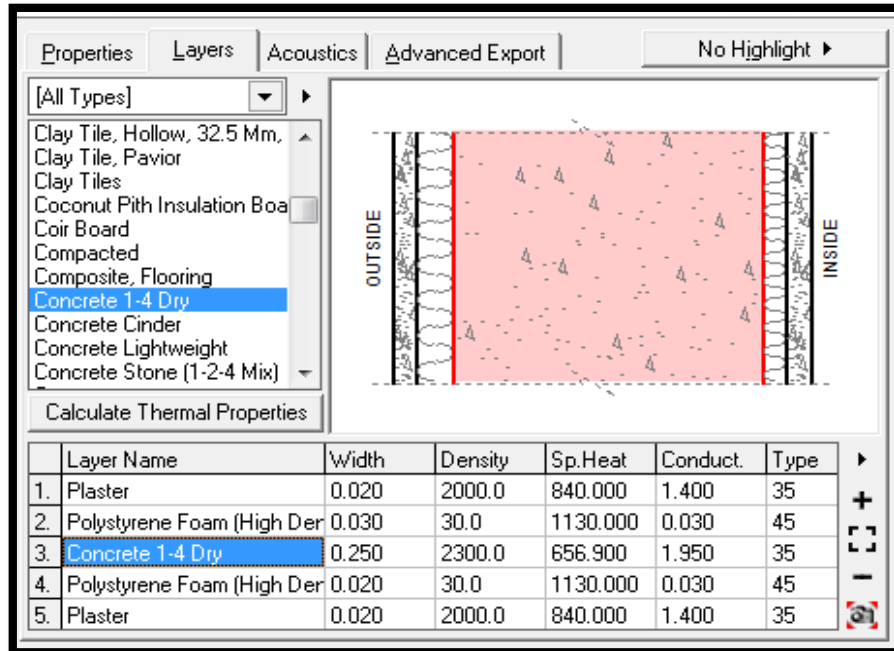 Properties Layers Acoustics Advanced Export No Highlight
[All Types]
Clay Tile, Hollow, 32.5 Mm,
Clay Tile, Pavior
Clay Tiles
Coconut Pith Insulation Boa
Coir Board
Compacted
Composite, Flooring
Concrete 1-4 Dry
Concrete Cinder
Concrete Lightweight
Concrete Stone (1-2-4 Mix)
Calculate Thermal Properties
OUTSIDE
INSIDE
Layer Name Width Density Sp.Heat Conduct. Type
1. Plaster 0.020 2000.0 840.000 1.400 35
2. Polystyrene Foam (High Der 0.030 30.0 1130.000 0.030 45
3. Concrete 1-4 Dry 0.250 2300.0 656.900 1.950 35
4. Polystyrene Foam (High Der 0.020 30.0 1130.000 0.030 45
5. Plaster 0.020 2000.0 840.000 1.400 35